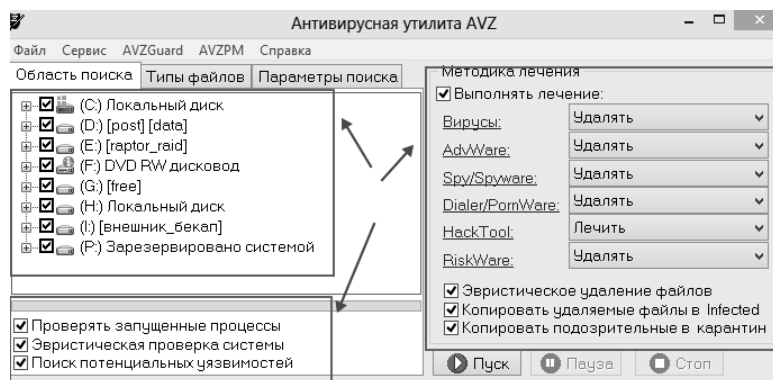 Антивирусная утилита AVZ
Файл Сервис AVZGuard AVZPM Справка
Область поиска Типы файлов Параметры поиска
(C:) Локальный диск
(D:) [post] [data]
(E:) [raptor_raid]
(F:) DVD RW дисковод
(G:) [free]
(H:) Локальный диск
(I:) [внешник_бекап]
(P:) Зарезервировано системой
Проверять запущенные процессы
Эвристическая проверка системы
Поиск потенциальных уязвимостей
Методика лечения
Выполнять лечение:
Вирусы: Удалять
AdvWare: Удалять
Spy/Spyware: Удалять
Dialer/PornWare: Удалять
HackTool: Лечить
RiskWare: Удалять
Эвристическое удаление файлов
Копировать удаляемые файлы в Infected
Копировать подозрительные в карантин
Пуск Пауза Стоп